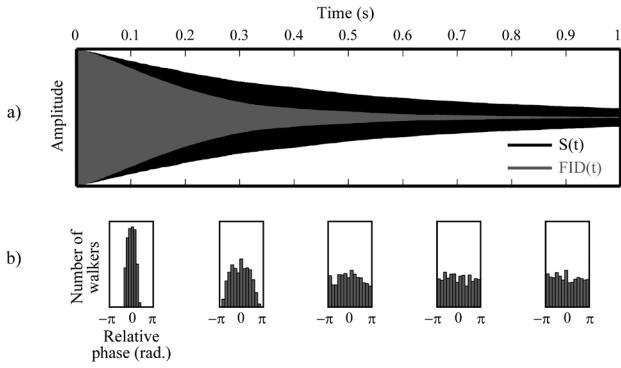 Time (s)
0 0.1 0.2 0.3 0.4 0.5 0.6 0.7 0.8 0.9 1
a)
Amplitude
S(t)
FID(t)
b)
Number of
walkers
−π 0 π −π 0 π −π 0 π −π 0 π −π 0 π
Relative
phase (rad.)